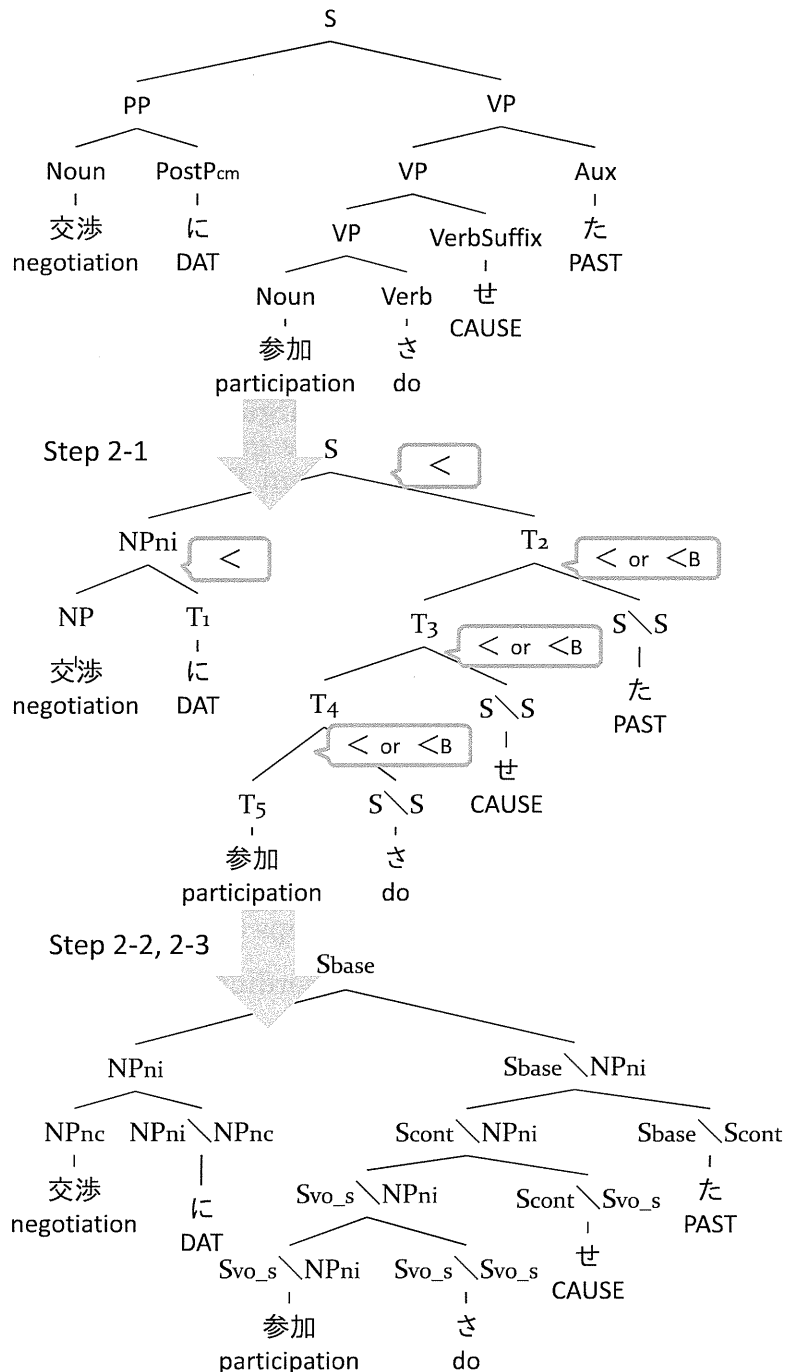 S
PP VP
Noun PostPcm VP Aux
交渉 に VP VerbSuffix た
negotiation DAT PAST
Noun Verb せ
CAUSE
参加 さ
participation do
Step 2-1
S <
NPni < T2 < or <B
NP T1 T3 < or <B S\S
交渉 に た
negotiation DAT PAST
T4 < or <B S\S
せ
T5 S\S CAUSE
参加 さ
participation do
Step 2-2, 2-3
Sbase
NPni Sbase\NPni
NPnc NPni\NPnc Scont\NPni Sbase\Scont
交渉 に Svo_s\NPni Scont\Svo_s た
negotiation DAT PAST
Svo_s\NPni Svo_s\Svo_s せ
CAUSE
参加 さ
participation do